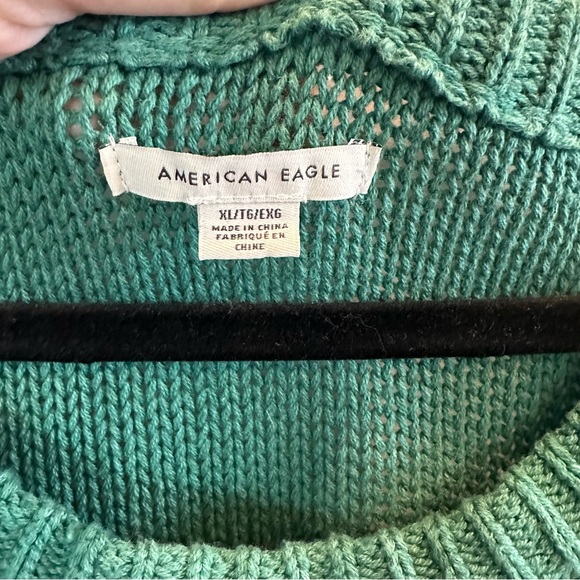 AMERICAN EAGLE
XL/TG/EXG
MADE IN CHINA
FABRIQUÉ EN
CHINE